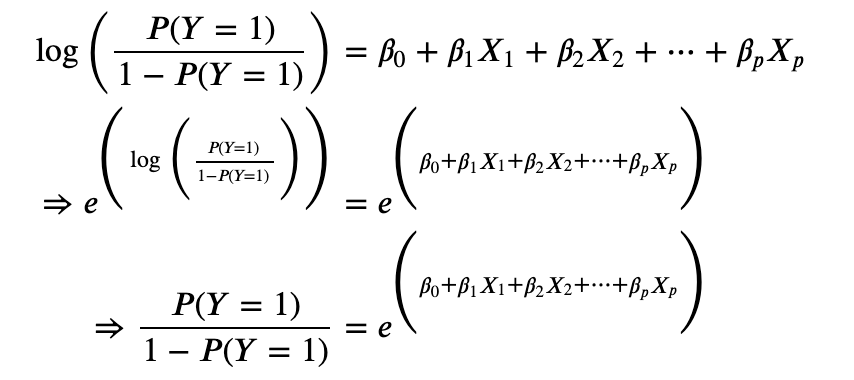 log ( P(Y = 1) / 1 − P(Y = 1) ) = β₀ + β₁X₁ + β₂X₂ + ⋯ + βₚXₚ
⇒ e^( log ( P(Y=1) / 1−P(Y=1) ) ) = e^( β₀+β₁X₁+β₂X₂+⋯+βₚXₚ )
⇒ P(Y = 1) / 1 − P(Y = 1) = e^( β₀+β₁X₁+β₂X₂+⋯+βₚXₚ )